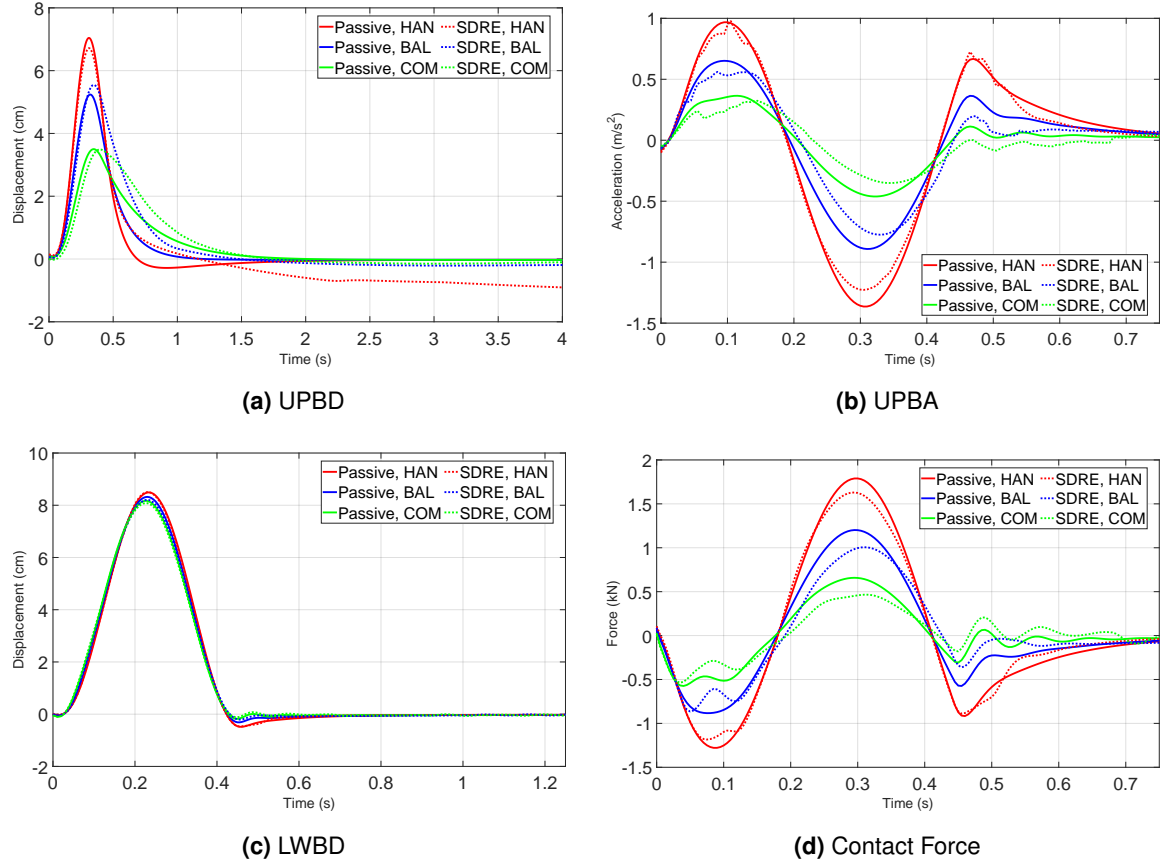 8
6
4
2
0
-2
Displacement (cm)
Passive, HAN SDRE, HAN
Passive, BAL SDRE, BAL
Passive, COM SDRE, COM
0 0.5 1 1.5 2 2.5 3 3.5 4
Time (s)
(a) UPBD
1
0.5
0
-0.5
-1
-1.5
Acceleration (m/s²)
Passive, HAN SDRE, HAN
Passive, BAL SDRE, BAL
Passive, COM SDRE, COM
0 0.1 0.2 0.3 0.4 0.5 0.6 0.7
Time (s)
(b) UPBA
10
8
6
4
2
0
-2
Displacement (cm)
Passive, HAN SDRE, HAN
Passive, BAL SDRE, BAL
Passive, COM SDRE, COM
0 0.2 0.4 0.6 0.8 1 1.2
Time (s)
(c) LWBD
2
1.5
1
0.5
0
-0.5
-1
-1.5
Force (kN)
Passive, HAN SDRE, HAN
Passive, BAL SDRE, BAL
Passive, COM SDRE, COM
0 0.1 0.2 0.3 0.4 0.5 0.6 0.7
Time (s)
(d) Contact Force